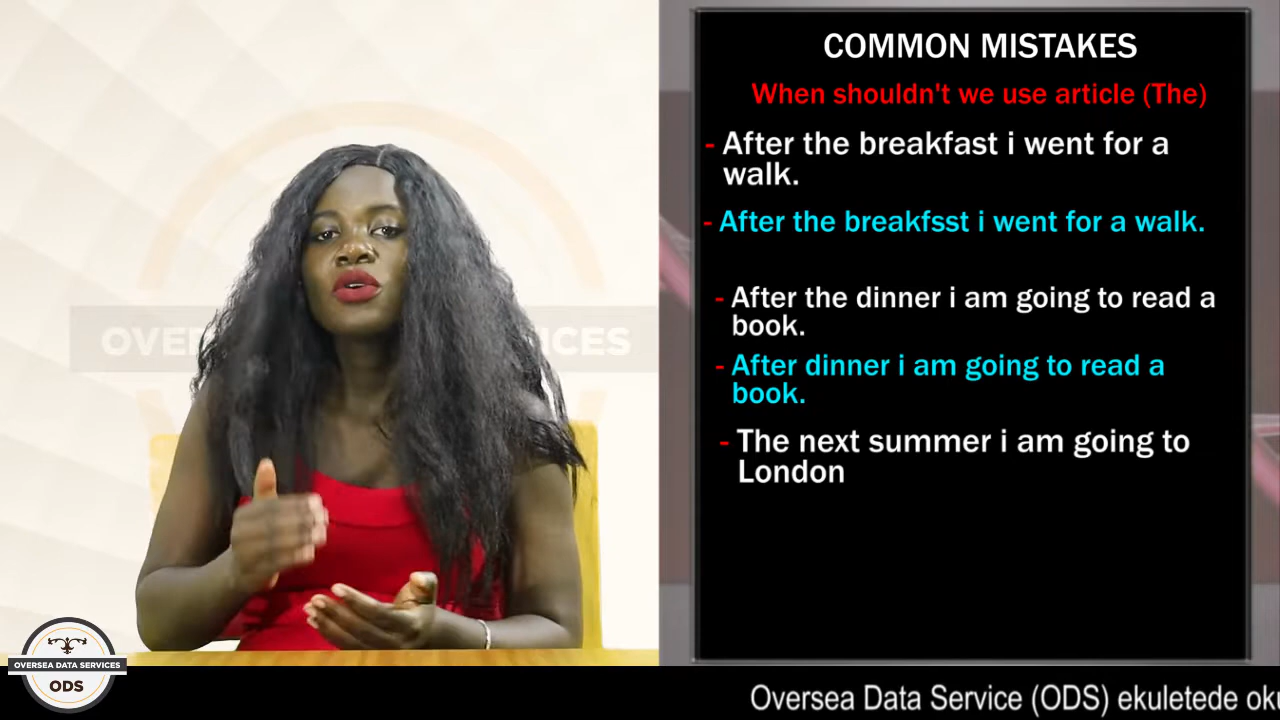 COMMON MISTAKES
When shouldn't we use article (The)
- After the breakfast i went for a
walk.
- After the breakfsst i went for a walk.
- After the dinner i am going to read a
book.
- After dinner i am going to read a
book.
- The next summer i am going to
London
OVERSEA DATA SERVICES
ODS
Oversea Data Service (ODS) ekuletede